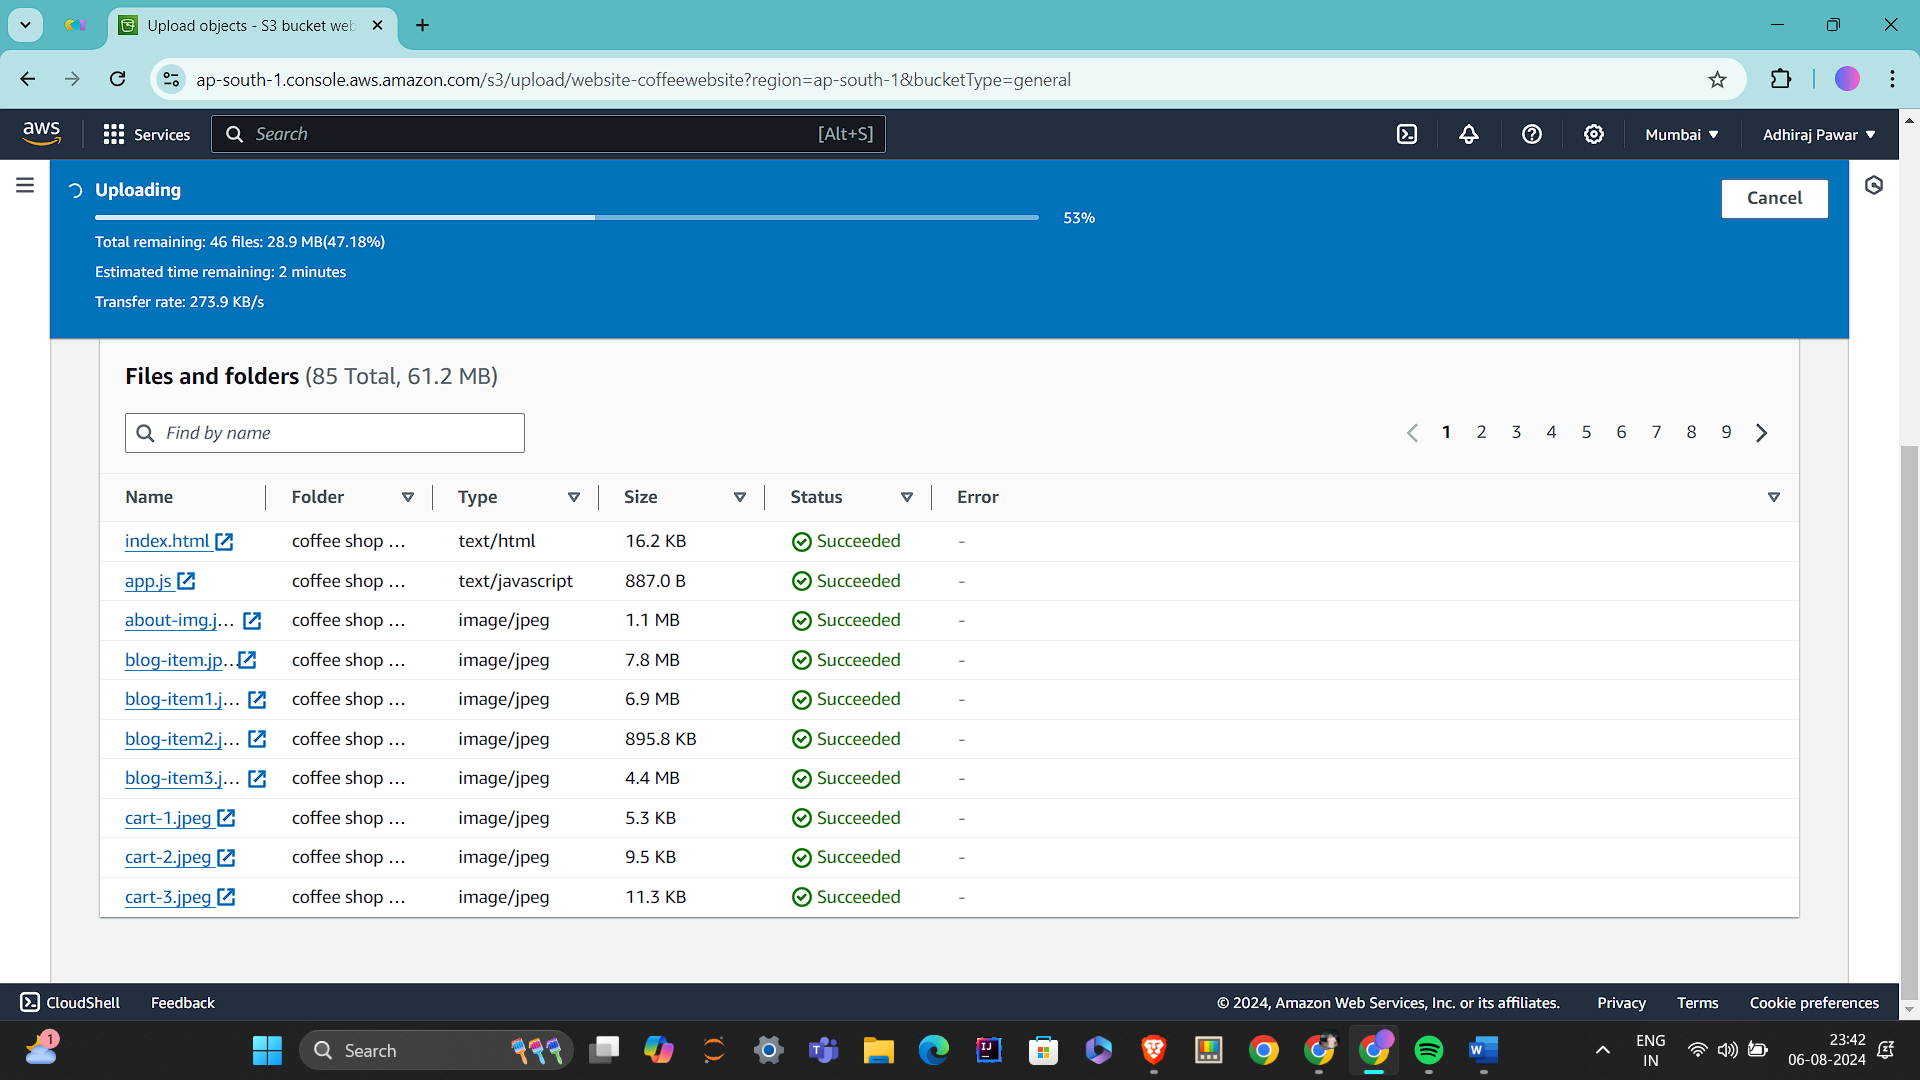 Upload objects - S3 bucket web
ap-south-1.console.aws.amazon.com/s3/upload/website-coffeewebsite?region=ap-south-1&bucketType=general
aws Services Search [Alt+S] Mumbai Adhiraj Pawar
Uploading
Cancel
53%
Total remaining: 46 files: 28.9 MB(47.18%)
Estimated time remaining: 2 minutes
Transfer rate: 273.9 KB/s
Files and folders (85 Total, 61.2 MB)
Find by name
1 2 3 4 5 6 7 8 9
Name Folder Type Size Status Error
index.html coffee shop ... text/html 16.2 KB Succeeded -
app.js coffee shop ... text/javascript 887.0 B Succeeded -
about-img.j... coffee shop ... image/jpeg 1.1 MB Succeeded -
blog-item.jp... coffee shop ... image/jpeg 7.8 MB Succeeded -
blog-item1.j... coffee shop ... image/jpeg 6.9 MB Succeeded -
blog-item2.j... coffee shop ... image/jpeg 895.8 KB Succeeded -
blog-item3.j... coffee shop ... image/jpeg 4.4 MB Succeeded -
cart-1.jpeg coffee shop ... image/jpeg 5.3 KB Succeeded -
cart-2.jpeg coffee shop ... image/jpeg 9.5 KB Succeeded -
cart-3.jpeg coffee shop ... image/jpeg 11.3 KB Succeeded -
CloudShell Feedback © 2024, Amazon Web Services, Inc. or its affiliates. Privacy Terms Cookie preferences
1 Search ENG 23:42
IN 06-08-2024